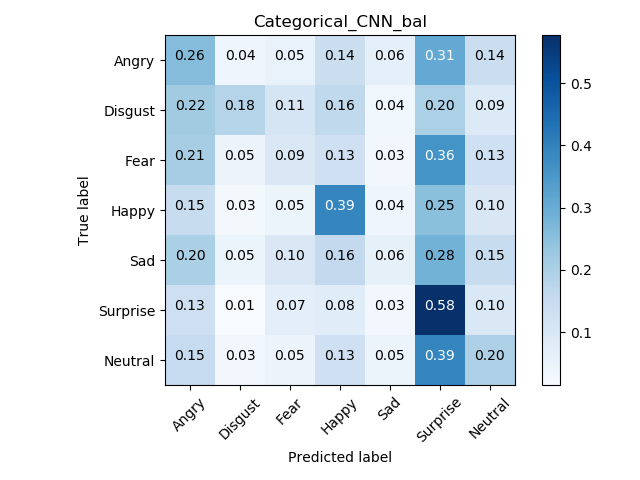 Categorical_CNN_bal
True label
Angry 0.26 0.04 0.05 0.14 0.06 0.31 0.14
Disgust 0.22 0.18 0.11 0.16 0.04 0.20 0.09
Fear 0.21 0.05 0.09 0.13 0.03 0.36 0.13
Happy 0.15 0.03 0.05 0.39 0.04 0.25 0.10
Sad 0.20 0.05 0.10 0.16 0.06 0.28 0.15
Surprise 0.13 0.01 0.07 0.08 0.03 0.58 0.10
Neutral 0.15 0.03 0.05 0.13 0.05 0.39 0.20
Angry Disgust Fear Happy Sad Surprise Neutral
Predicted label
0.5
0.4
0.3
0.2
0.1